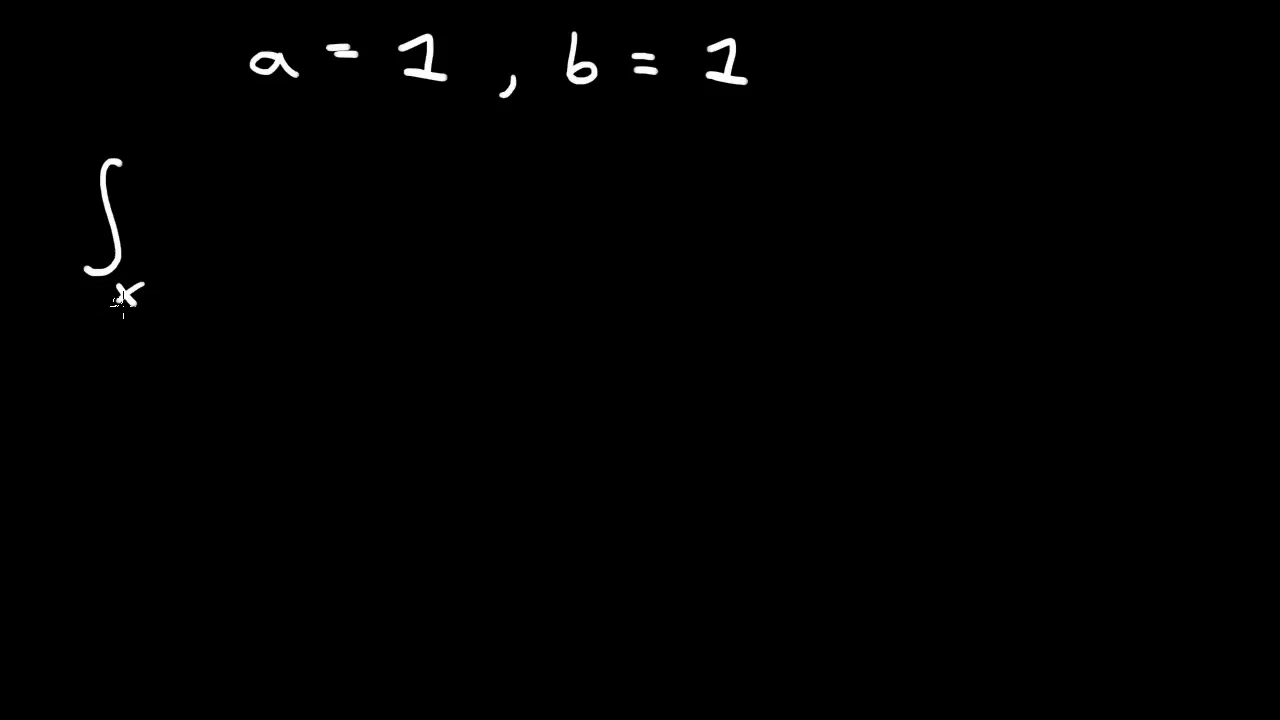 a = 1 , b = 1
∫
x